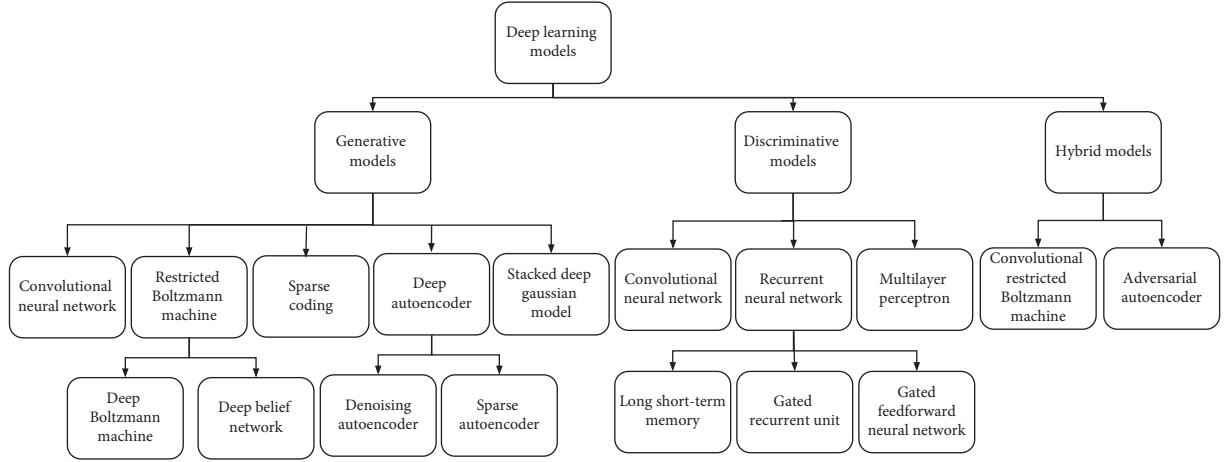 Deep learning
models
Generative
models
Discriminative
models
Hybrid models
Convolutional
neural network
Restricted
Boltzmann
machine
Sparse
coding
Deep
autoencoder
Stacked deep
gaussian
model
Convolutional
neural network
Recurrent
neural network
Multilayer
perceptron
Convolutional
restricted
Boltzmann
machine
Adversarial
autoencoder
Deep
Boltzmann
machine
Deep belief
network
Denoising
autoencoder
Sparse
autoencoder
Long short-term
memory
Gated
recurrent unit
Gated
feedforward
neural network